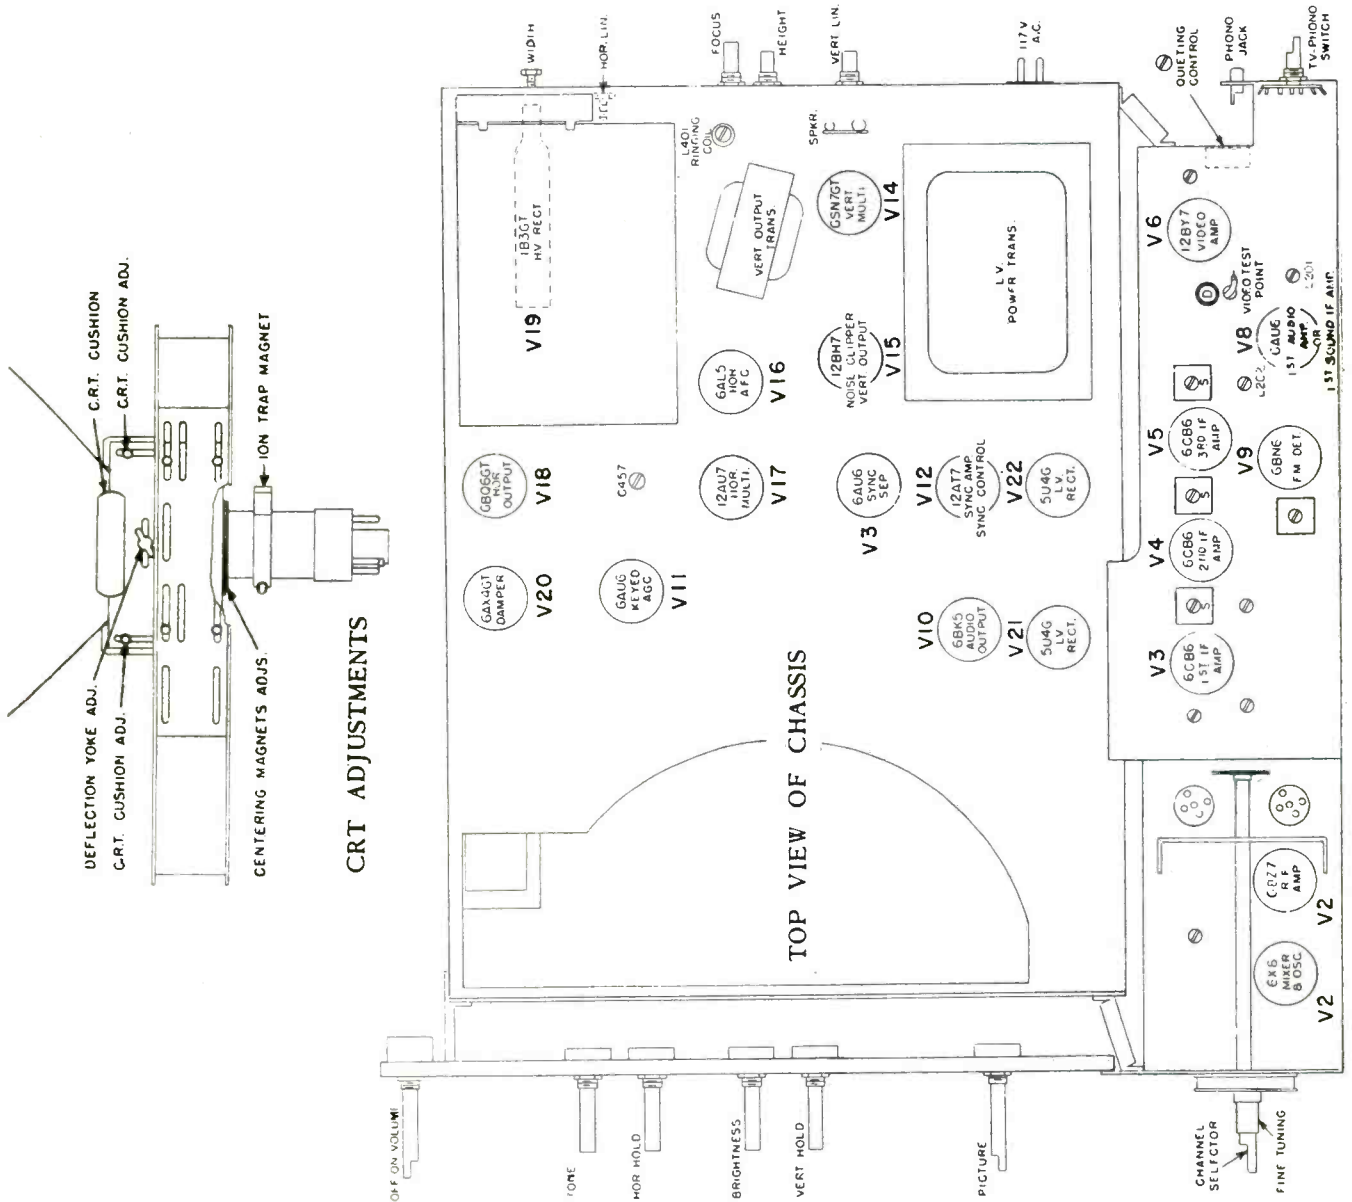 DEFLECTION YOKE ADJ.
C.R.T. CUSHION ADJ.
C.R.T. CUSHION
C.R.T. CUSHION ADJ.
ION TRAP MAGNET
CENTERING MAGNETS ADJS.
CRT ADJUSTMENTS
WIDTH
HOR. LIN.
FOCUS
HEIGHT
VERT. LIN.
117V
A.C.
QUIETING
CONTROL
PHONO
JACK
TV-PHONO
SWITCH
1B3GT
H.V. RECT
V19
L401
RINGING
COIL
VERT OUTPUT
TRANS.
SPKR.
6SN7GT
VERT
MULTI
V14
L.V.
POWER TRANS.
6BQ6GT
HOR
OUTPUT
V18
C457
6AL5
HOR
AFC
V16
12BH7
NOISE CLIPPER
VERT OUTPUT
V15
12AU7
HOR.
MULTI.
V17
6AU6
SYNC
SEP
V3
12AT7
SYNC AMP
SYNC CONTROL
V12
5U4G
L.V.
RECT.
V22
6AX4GT
DAMPER
V20
6AU6
KEYED
AGC
V11
6BK5
AUDIO
OUTPUT
V10
5U4G
LV
RECT.
V21
TOP VIEW OF CHASSIS
V6
12BY7
VIDEO
AMP
D
VIDEO TEST
POINT
L201
V8
6AU6
1ST AUDIO
AMP
OR
1ST SOUND IF AMP.
L202
S
V5
6CB6
3RD IF
AMP
V9
6BN6
FM DET.
S
V4
6CB6
2ND IF
AMP
S
V3
6CB6
1ST IF
AMP
R F
AMP
V2
6X8
MIXER
& OSC
V2
OFF ON VOLUME
TONE
HOR HOLD
BRIGHTNESS
VERT HOLD
PICTURE
CHANNEL
SELECTOR
FINE TUNING